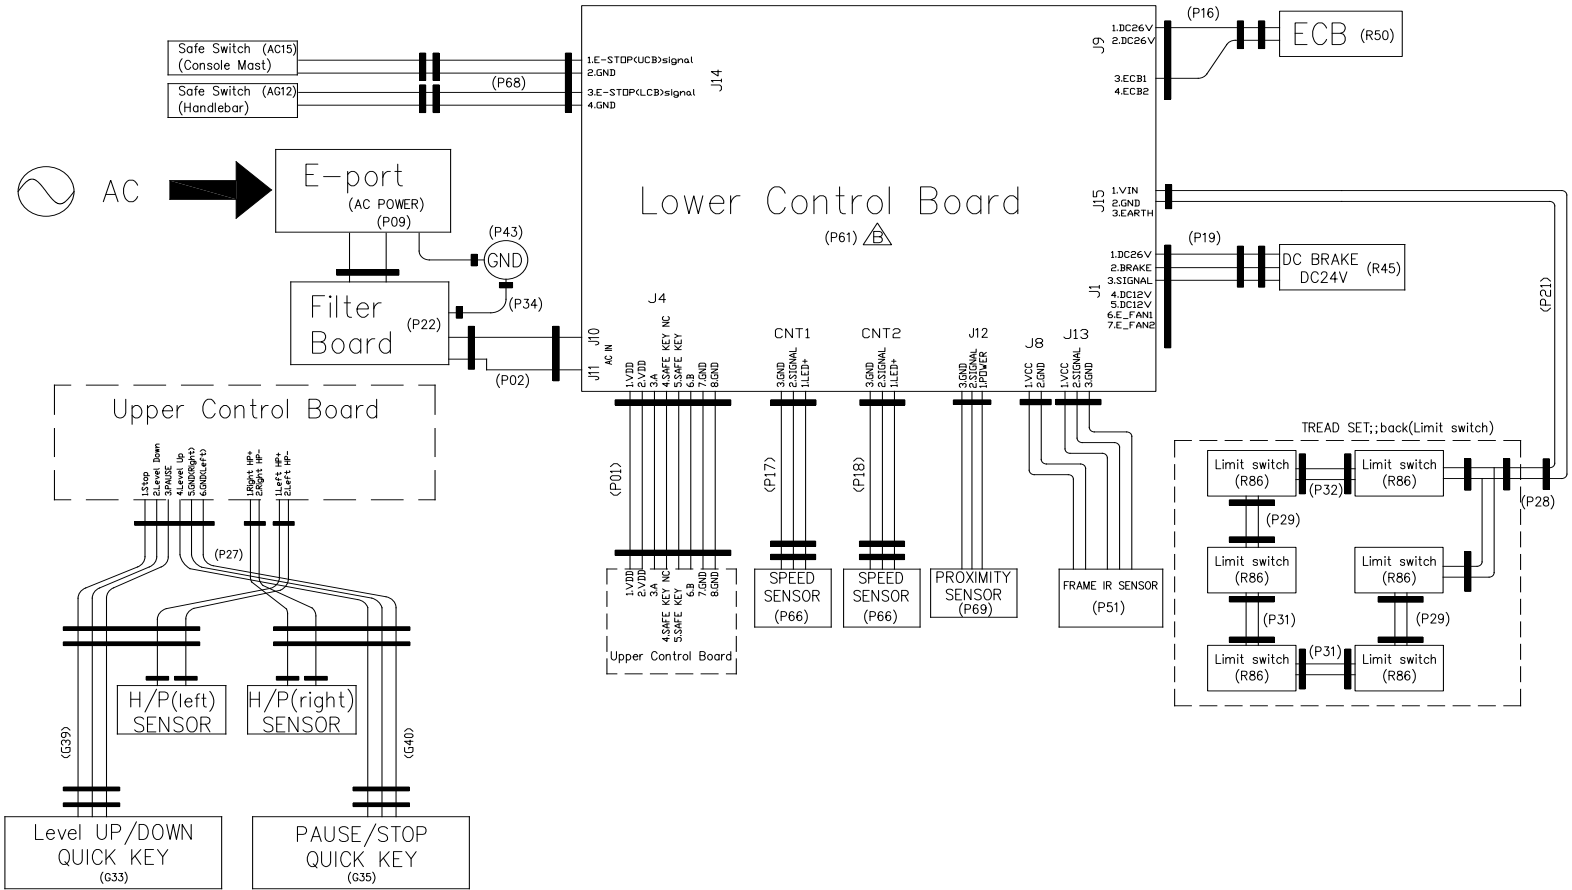 Safe Switch (AC15)
(Console Mast)
Safe Switch (AG12)
(Handlebar)
(P68)
1.E-STOP(UCB)signal
2.GND
3.E-STOP(LCB)signal
4.GND
J14
(P16)
J9
1.DC26V
2.DC26V
3.ECB1
4.ECB2
ECB (R50)
AC
E-port
(AC POWER)
(P09)
(P43)
GND
(P34)
Filter
Board
(P22)
(P02)
J10
J11
AC IN
Lower Control Board
(P61) B
J15
1.VIN
2.GND
3.EARTH
(P19)
J1
1.DC26V
2.BRAKE
3.SIGNAL
4.DC12V
5.DC12V
6.E_FAN1
7.E_FAN2
DC BRAKE
DC24V
(R45)
(P21)
J4
1.VDD
2.VDD
3.A
4.SAFE KEY NC
5.SAFE KEY
6.B
7.GND
8.GND
CNT1
3.GND
2.SIGNAL
1.LED+
CNT2
3.GND
2.SIGNAL
1.LED+
J12
3.GND
2.SIGNAL
1.POWER
J8
1.VCC
2.GND
J13
1.VCC
2.SIGNAL
3.GND
Upper Control Board
1.Stop
2.Level Down
3.PAUSE
4.Level Up
5.GND(Right)
6.GND(Left)
1.Right HP+
2.Right HP-
1.Left HP+
2.Left HP-
(P27)
(P01)
(P17)
(P18)
1.VDD
2.VDD
3.A
4.SAFE KEY NC
5.SAFE KEY
6.B
7.GND
8.GND
Upper Control Board
SPEED
SENSOR
(P66)
SPEED
SENSOR
(P66)
PROXIMITY
SENSOR
(P69)
FRAME IR SENSOR
(P51)
TREAD SET;;back(Limit switch)
Limit switch
(R86)
(P32)
Limit switch
(R86)
(P28)
(P29)
Limit switch
(R86)
Limit switch
(R86)
(P31)
(P29)
Limit switch
(R86)
(P31)
Limit switch
(R86)
H/P(left)
SENSOR
H/P(right)
SENSOR
(G39)
(G40)
Level UP/DOWN
QUICK KEY
(G33)
PAUSE/STOP
QUICK KEY
(G35)